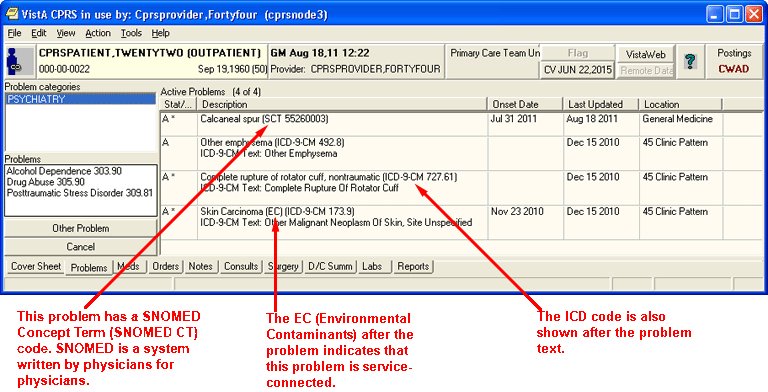 VistA CPRS in use by: Cprsprovider,Fortyfour (cprsnode3)
File Edit View Action Tools Help
CPRSPATIENT,TWENTYTWO (OUTPATIENT) GM Aug 18,11 12:22 Primary Care Team Un Flag VistaWeb Postings
000-00-0022 Sep 19,1960 (50) Provider: CPRSPROVIDER,FORTYFOUR CV JUN 22,2015 Remote Data ? CWAD
Problem categories
PSYCHIATRY
Problems
Alcohol Dependence 303.90
Drug Abuse 305.90
Posttraumatic Stress Disorder 309.81
Other Problem
Cancel
Active Problems (4 of 4)
Stat/... Description Onset Date Last Updated Location
A * Calcaneal spur (SCT 55260003) Jul 31 2011 Aug 18 2011 General Medicine
A Other emphysema (ICD-9-CM 492.8) Dec 15 2010 45 Clinic Pattern
ICD-9-CM Text: Other Emphysema
A * Complete rupture of rotator cuff, nontraumatic (ICD-9-CM 727.61) Dec 15 2010 45 Clinic Pattern
ICD-9-CM Text: Complete Rupture Of Rotator Cuff
A * Skin Carcinoma (EC) (ICD-9-CM 173.9) Nov 23 2010 Dec 15 2010 45 Clinic Pattern
ICD-9-CM Text: Other Malignant Neoplasm Of Skin, Site Unspecified
Cover Sheet Problems Meds Orders Notes Consults Surgery D/C Summ Labs Reports
This problem has a SNOMED
Concept Term (SNOMED CT)
code. SNOMED is a system
written by physicians for
physicians.
The EC (Environmental
Contaminants) after the
problem indicates that
this problem is service-
connected.
The ICD code is also
shown after the problem
text.